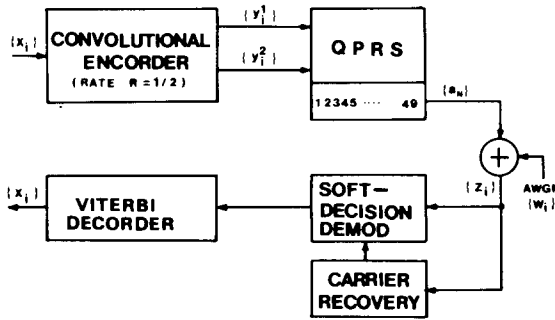 {x_i}
CONVOLUTIONAL
ENCORDER
(RATE R=1/2)
{y_i^1}
{y_i^2}
QPRS
12345 ···· 49
{a_N}
+
AWGN
{w_i}
{z_i}
SOFT-
DECISION
DEMOD
VITERBI
DECORDER
{x_i}
CARRIER
RECOVERY